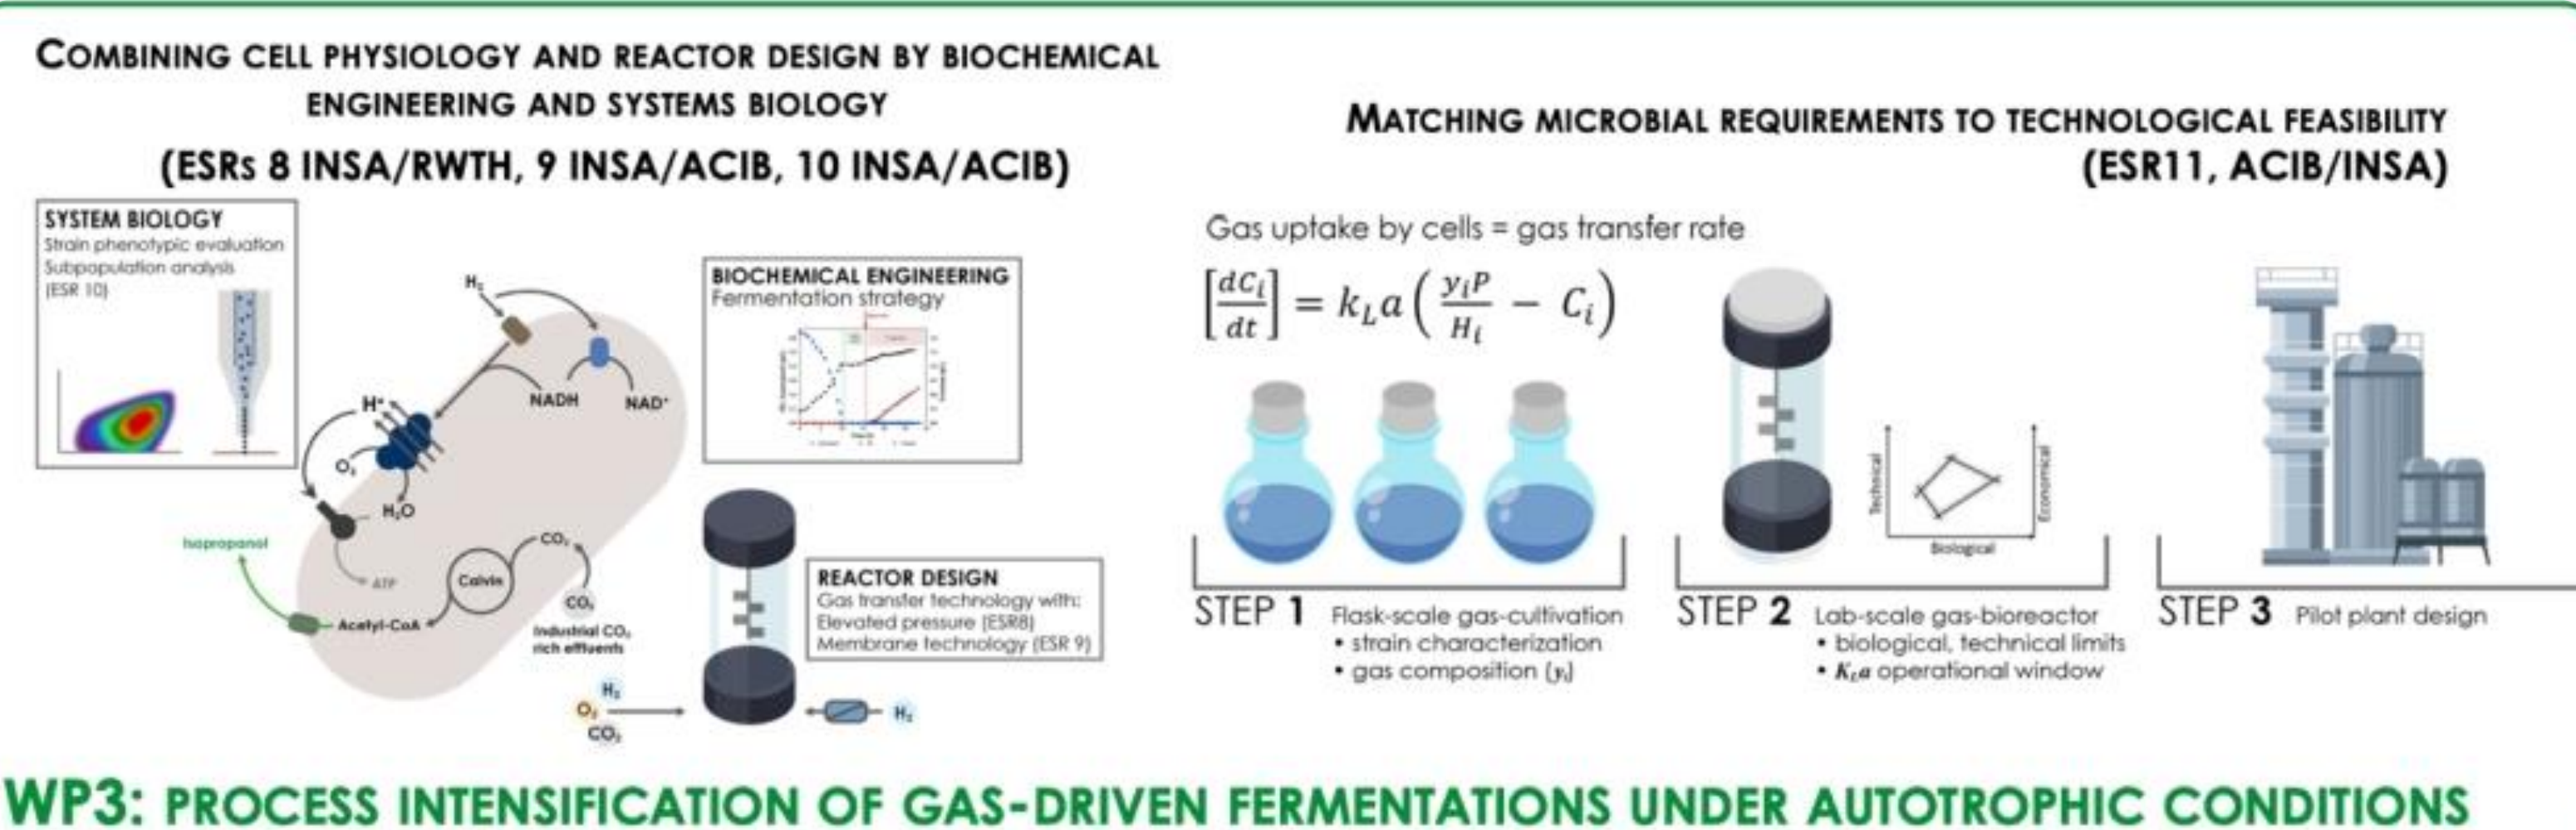 COMBINING CELL PHYSIOLOGY AND REACTOR DESIGN BY BIOCHEMICAL
ENGINEERING AND SYSTEMS BIOLOGY
(ESRs 8 INSA/RWTH, 9 INSA/ACIB, 10 INSA/ACIB)
SYSTEM BIOLOGY
Strain phenotypic evaluation
Subpopulation analysis
(ESR 10)
H₂
NADH
NAD⁺
H⁺
O₂
H₂O
ATP
Isopropanol
Acetyl-CoA
Calvin
CO₂
CO₂
Industrial CO₂
rich effluents
BIOCHEMICAL ENGINEERING
Fermentation strategy
REACTOR DESIGN
Gas transfer technology with:
Elevated pressure (ESR8)
Membrane technology (ESR 9)
H₂
O₂
CO₂
H₂
MATCHING MICROBIAL REQUIREMENTS TO TECHNOLOGICAL FEASIBILITY
(ESR11, ACIB/INSA)
Gas uptake by cells = gas transfer rate
[dCᵢ/dt] = k_L a (yᵢP/Hᵢ − Cᵢ)
Technical
Biological
Economical
STEP 1 Flask-scale gas-cultivation
• strain characterization
• gas composition (yᵢ)
STEP 2 Lab-scale gas-bioreactor
• biological, technical limits
• K_L a operational window
STEP 3 Pilot plant design
WP3: PROCESS INTENSIFICATION OF GAS-DRIVEN FERMENTATIONS UNDER AUTOTROPHIC CONDITIONS